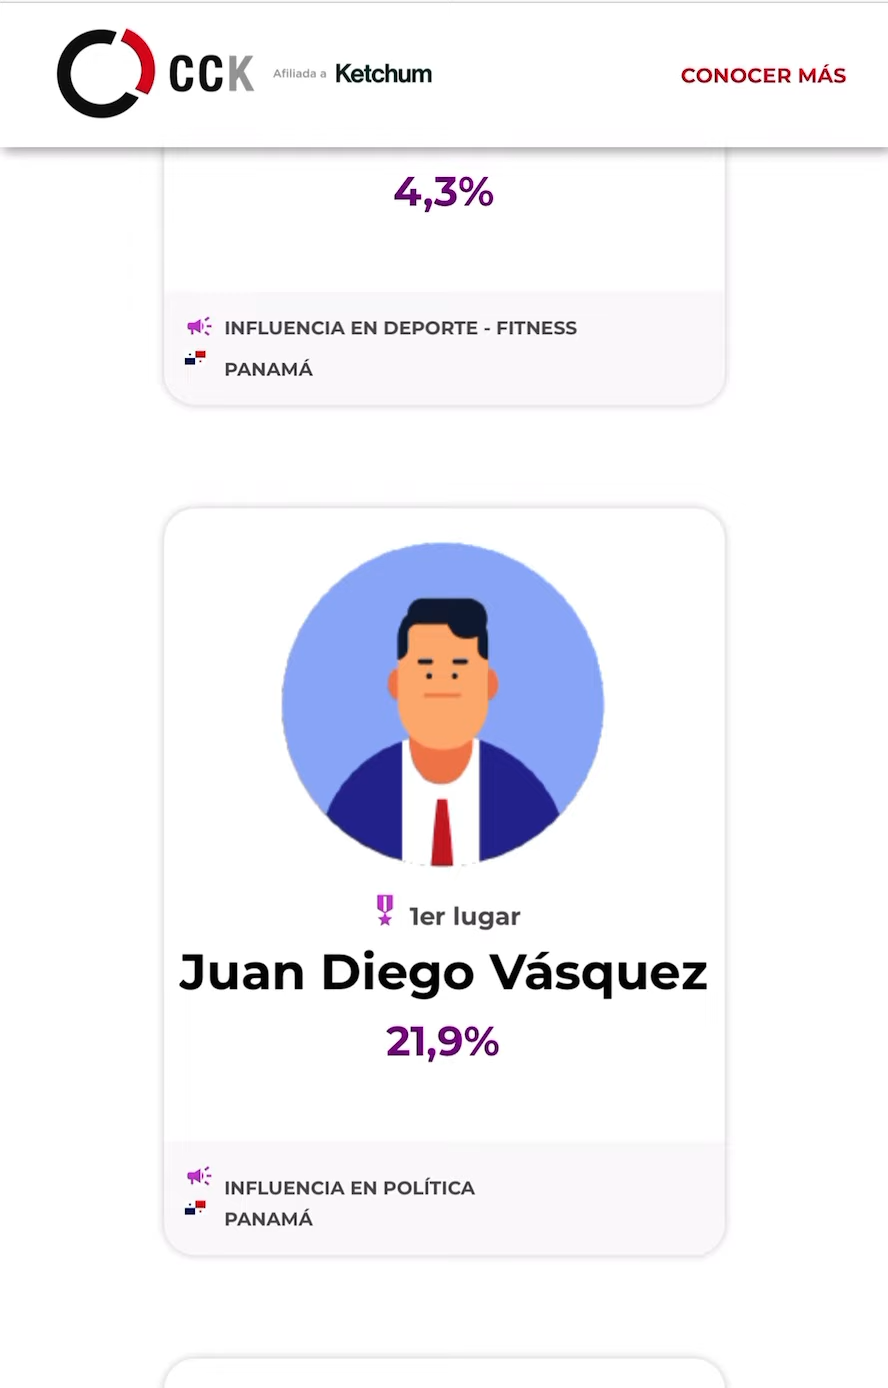 CCK Afiliada a Ketchum
CONOCER MÁS
4,3%
INFLUENCIA EN DEPORTE - FITNESS
PANAMÁ
1er lugar
Juan Diego Vásquez
21,9%
INFLUENCIA EN POLÍTICA
PANAMÁ